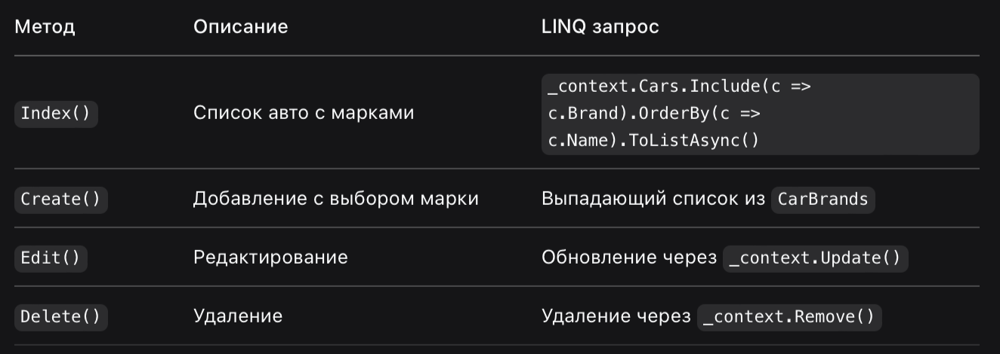 Метод Описание LINQ запрос
Index() Список авто с марками _context.Cars.Include(c =>
c.Brand).OrderBy(c =>
c.Name).ToListAsync()
Create() Добавление с выбором марки Выпадающий список из CarBrands
Edit() Редактирование Обновление через _context.Update()
Delete() Удаление Удаление через _context.Remove()